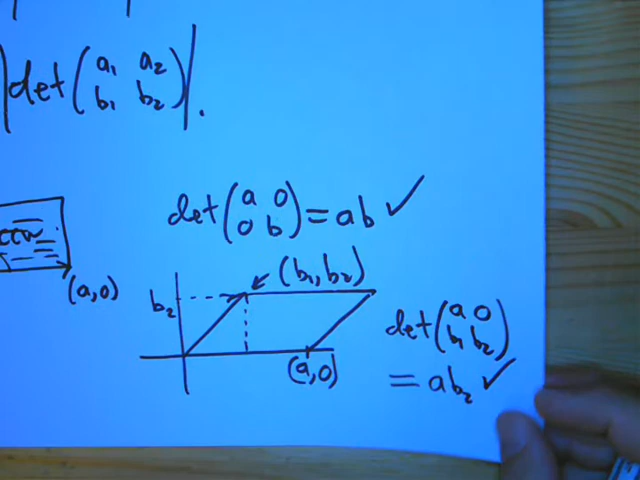 |det(a₁ a₂
b₁ b₂)|.
det(a 0
0 b) = ab ✓
(a,0)
(b₁,b₂)
b₂
(a,0)
det(a 0
b₁ b₂)
= ab₂ ✓